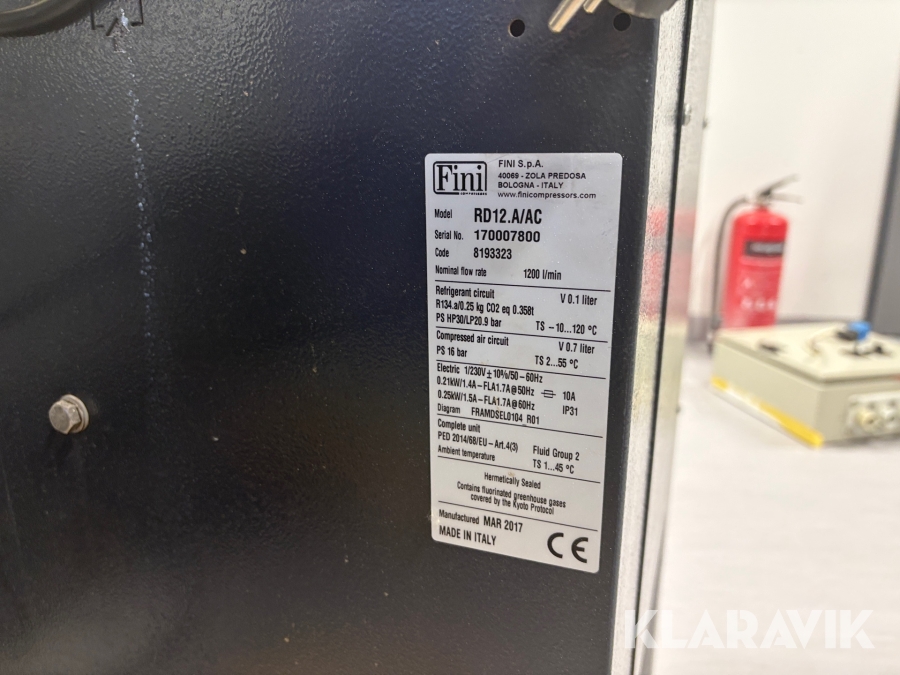 Fini
FINI S.p.A.
40069 - ZOLA PREDOSA
BOLOGNA - ITALY
www.finicompressors.com
Model RD12.A/AC
Serial No. 170007800
Code 8193323
Nominal flow rate 1200 l/min
Refrigerant circuit V 0.1 liter
R134.a/0.25 kg CO2 eq 0.358t
PS HP30/LP20.9 bar TS -10...120 °C
Compressed air circuit V 0.7 liter
PS 16 bar TS 2...55 °C
Electric 1/230V±10%/50-60Hz
0.21kW/1.4A-FLA1.7A@50Hz 10A
0.25kW/1.5A-FLA1.7A@60Hz IP31
Diagram FRAMDSEL0104_R01
Complete unit
PED 2014/68/EU-Art.4(3) Fluid Group 2
Ambient temperature TS 1...45 °C
Hermetically Sealed
Contains fluorinated greenhouse gases
covered by the Kyoto Protocol
Manufactured MAR 2017
MADE IN ITALY CE
KLARAVIK